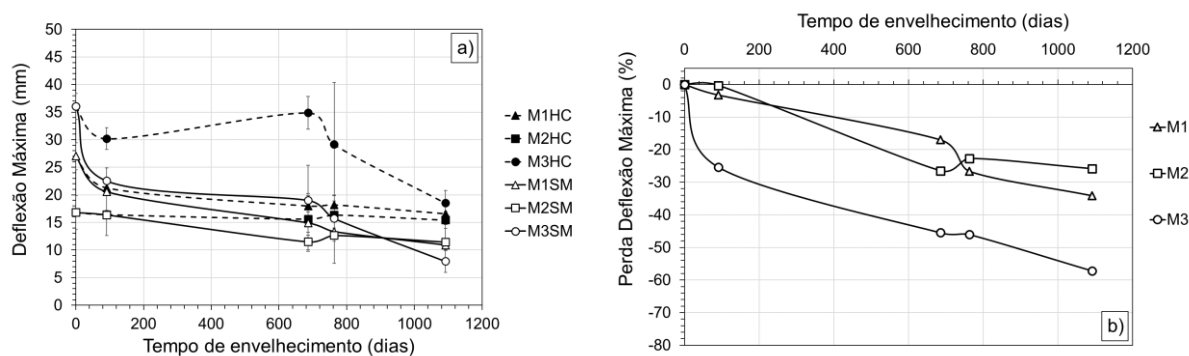 50
45
40
35
30
25
20
15
10
5
0
Deflexão Máxima (mm)
a)
0 200 400 600 800 1000 1200
Tempo de envelhecimento (dias)
M1HC
M2HC
M3HC
M1SM
M2SM
M3SM
Tempo de envelhecimento (dias)
0 200 400 600 800 1000 1200
0
-10
-20
-30
-40
-50
-60
-70
-80
Perda Deflexão Máxima (%)
b)
M1
M2
M3